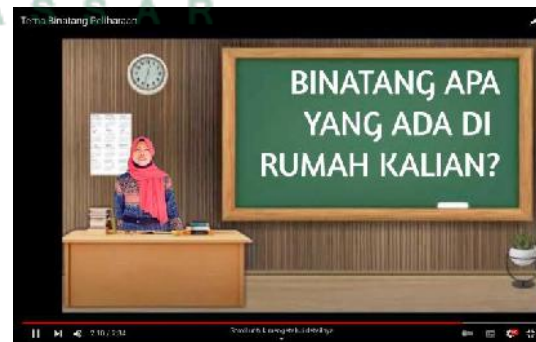 A S S A R
Tema Binatang Peliharaan
BINATANG APA
YANG ADA DI
RUMAH KALIAN?